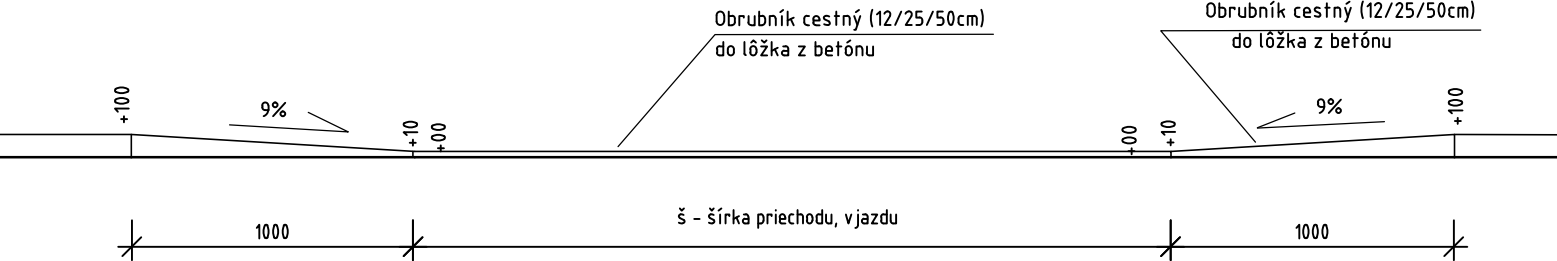 Obrubník cestný (12/25/50cm)
do lôžka z betónu
Obrubník cestný (12/25/50cm)
do lôžka z betónu
+100
9%
+10
+00
+00
+10
9%
+100
1000
š - šírka priechodu, vjazdu
1000